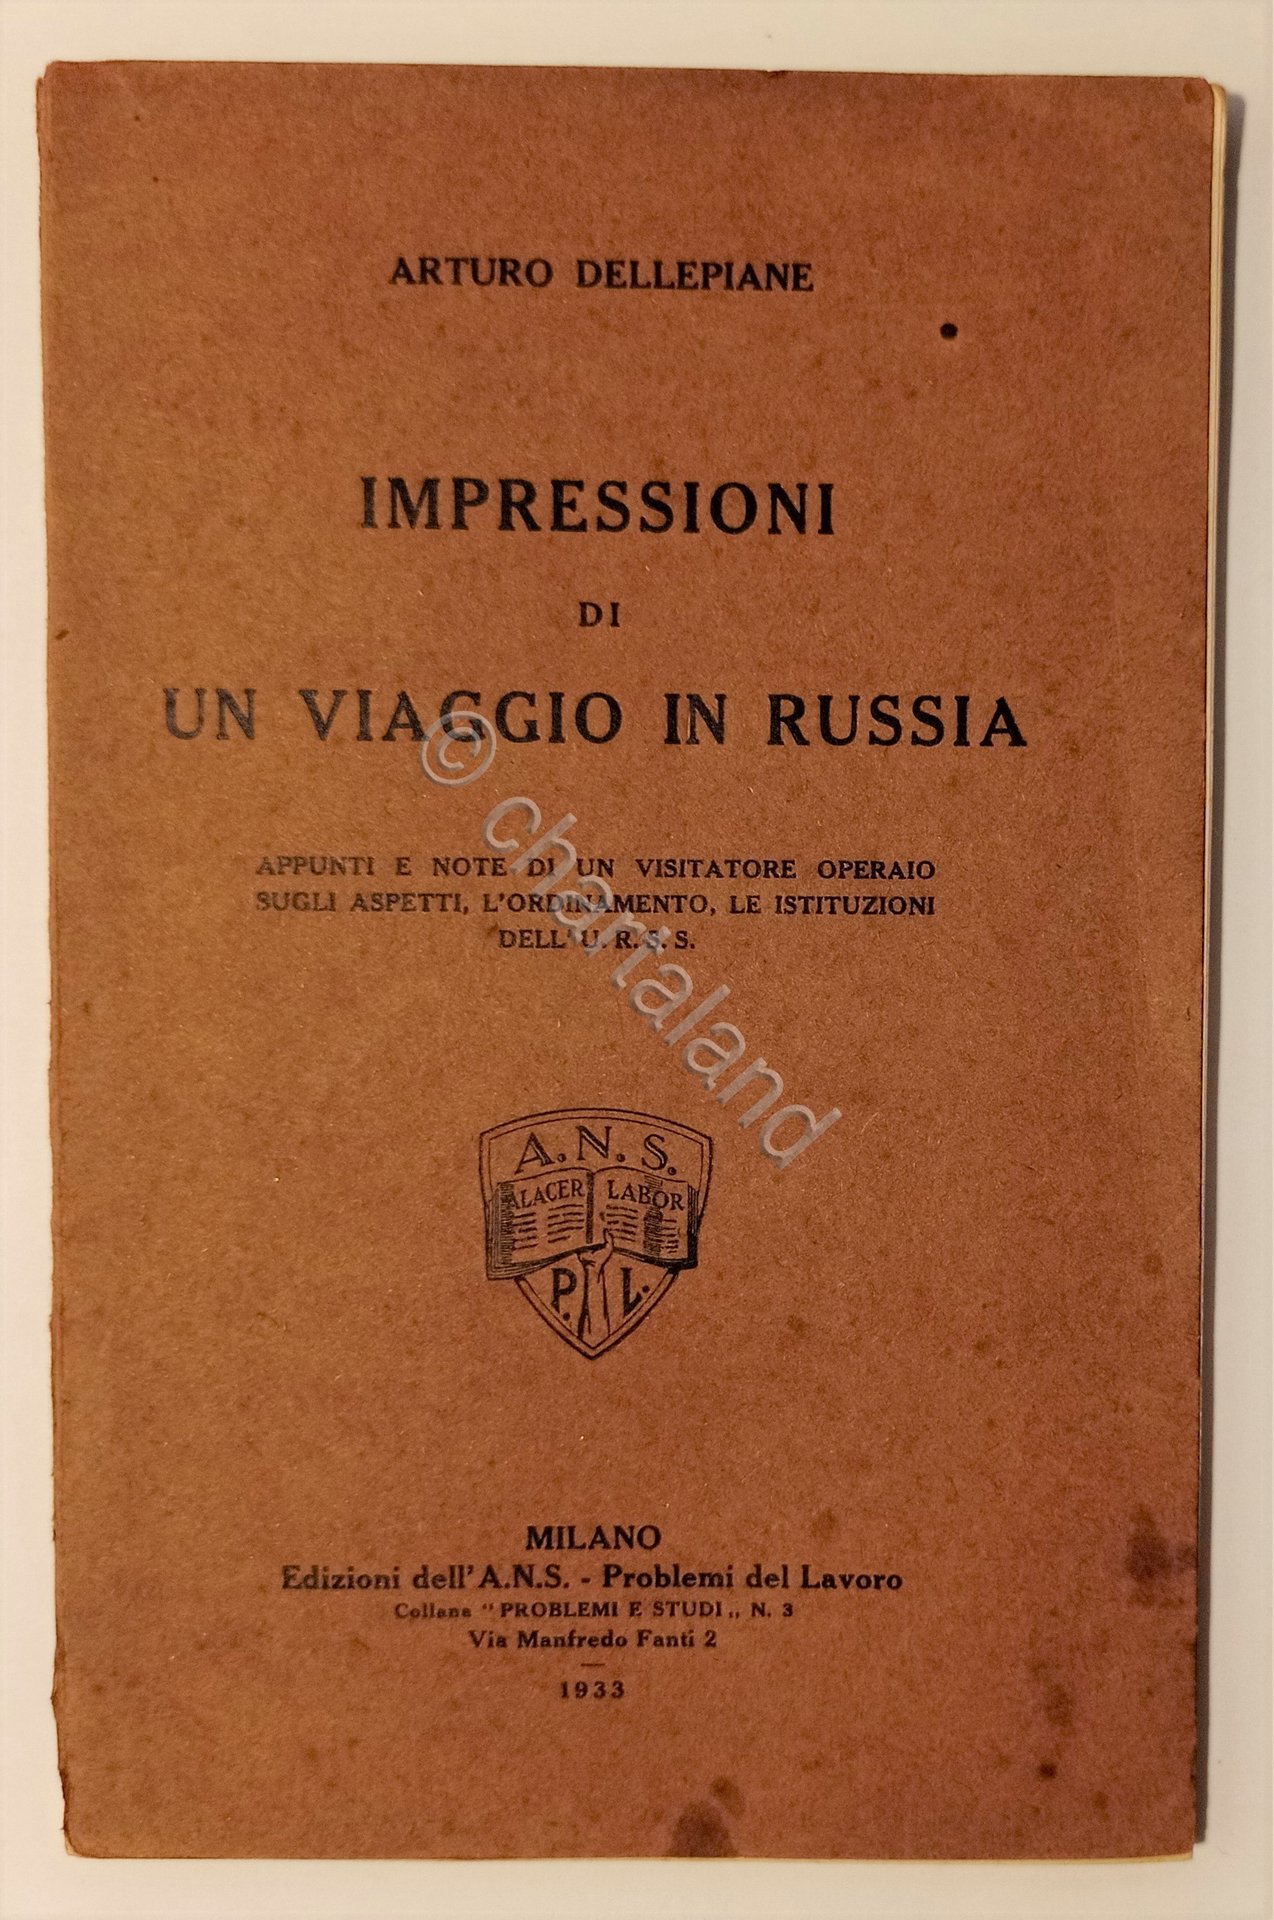 ARTURO DELLEPIANE
IMPRESSIONI
DI
UN VIAGGIO IN RUSSIA
APPUNTI E NOTE DI UN VISITATORE OPERAIO
SUGLI ASPETTI, L'ORDINAMENTO, LE ISTITUZIONI
DELL' U. R. S. S.
© chartaland
A. N. S.
ALACER LABOR
P. L.
MILANO
Edizioni dell' A.N.S. - Problemi del Lavoro
Collana "PROBLEMI E STUDI„ N. 3
Via Manfredo Fanti 2
1933